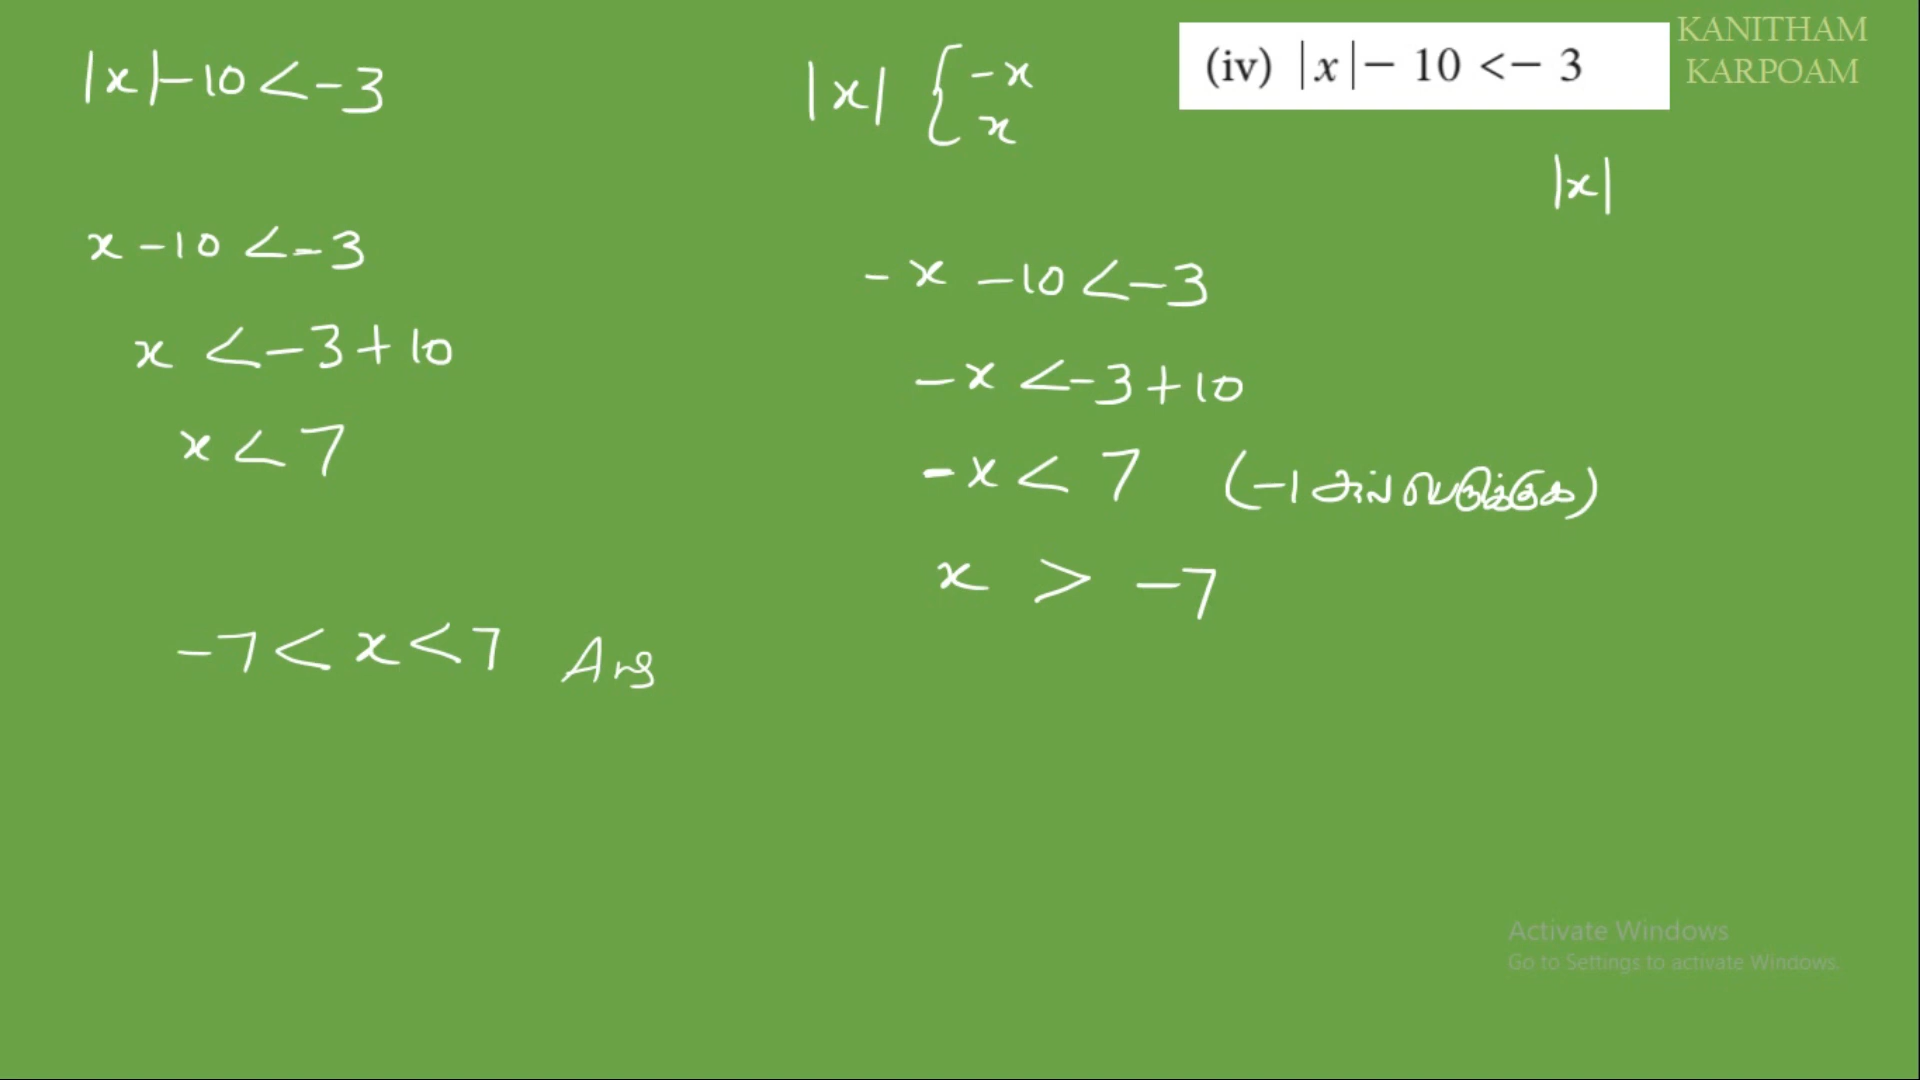 |x|-10<-3
x-10<-3
x<-3+10
x<7
-7<x<7 Ans
|x| { -x
x
-x-10<-3
-x<-3+10
-x<7 (-1 ஆல் பெருக்குக)
x > -7
(iv) |x|− 10 <− 3
|x|
KANITHAM
KARPOAM
Activate Windows
Go to Settings to activate Windows.